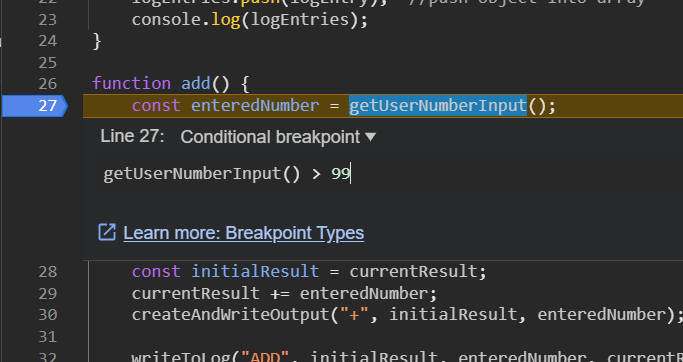 22 logEntries.push(logEntry); //push object into array
23 console.log(logEntries);
24 }
25
26 function add() {
27 const enteredNumber = getUserNumberInput();
Line 27: Conditional breakpoint
getUserNumberInput() > 99
Learn more: Breakpoint Types
28 const initialResult = currentResult;
29 currentResult += enteredNumber;
30 createAndWriteOutput("+", initialResult, enteredNumber);
31
32 writeToLog("ADD", initialResult, enteredNumber,